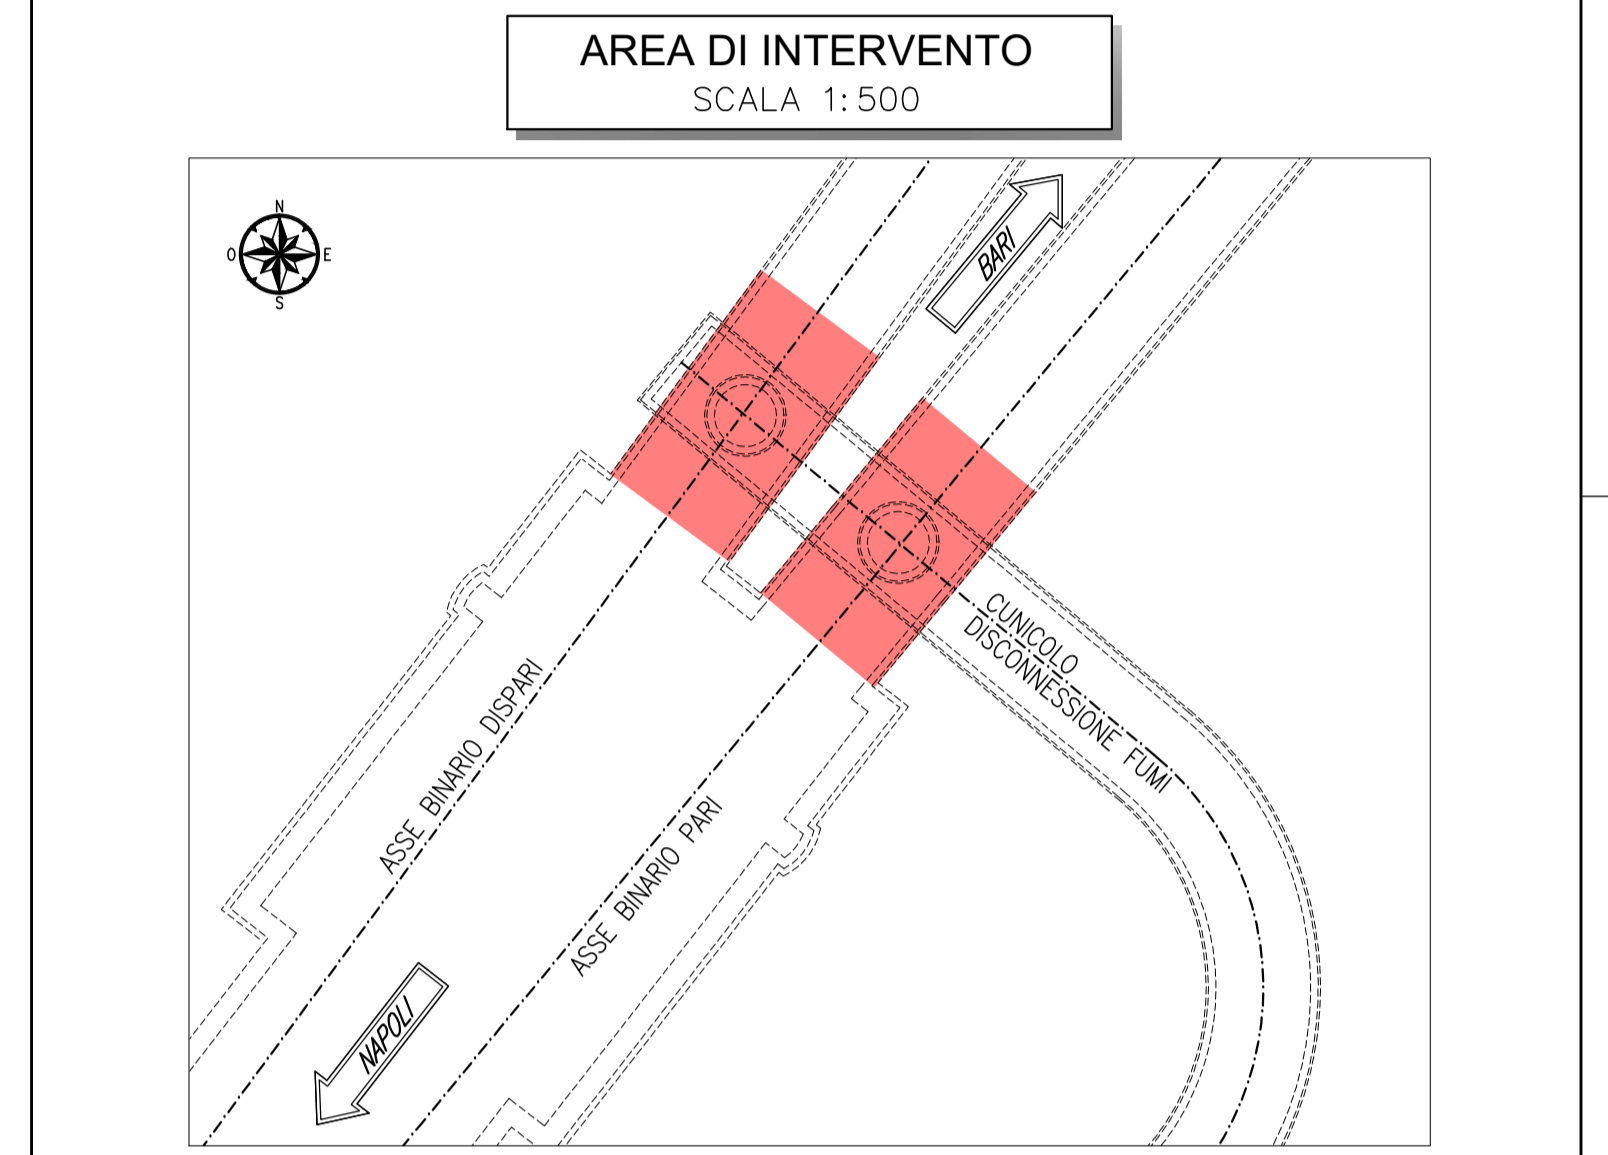 AREA DI INTERVENTO
SCALA 1:500
N
O
E
S
BARI
CUNICOLO
DISCONNESSIONE FUMI
ASSE BINARIO DISPARI
ASSE BINARIO PARI
NAPOLI